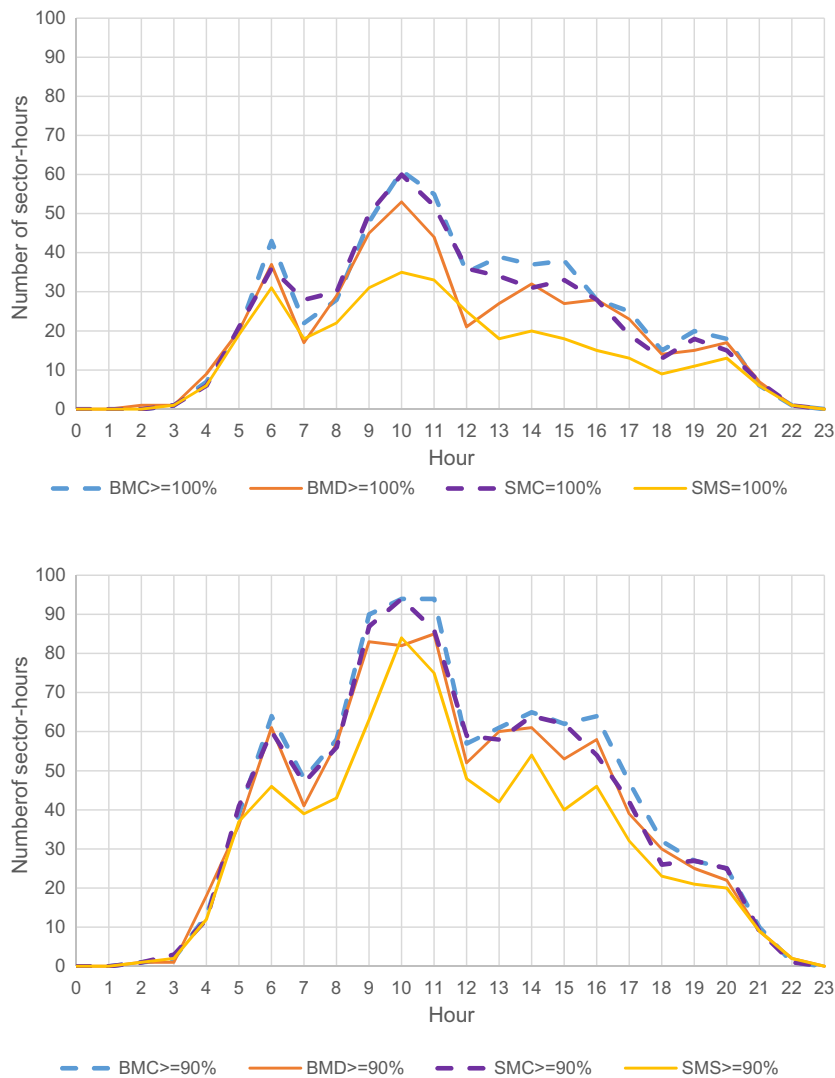 100
90
80
70
60
50
40
30
20
10
0
Number of sector-hours
0 1 2 3 4 5 6 7 8 9 10 11 12 13 14 15 16 17 18 19 20 21 22 23
Hour
BMC>=100% BMD>=100% SMC=100% SMS=100%
100
90
80
70
60
50
40
30
20
10
0
Numberof sector-hours
0 1 2 3 4 5 6 7 8 9 10 11 12 13 14 15 16 17 18 19 20 21 22 23
Hour
BMC>=90% BMD>=90% SMC>=90% SMS>=90%